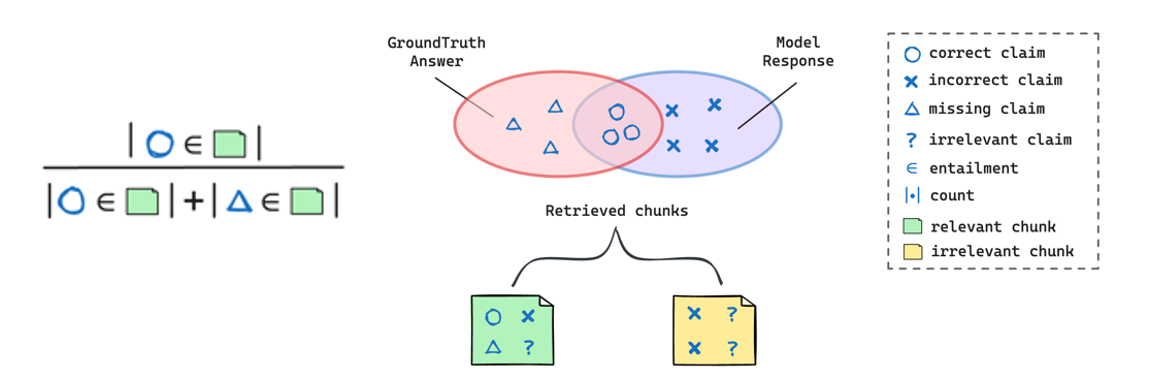 |○ ∈ |
|○ ∈ | + |△ ∈ |
GroundTruth
Answer
Model
Response
Retrieved chunks
? 
? 
? 
correct claim
incorrect claim
missing claim
? irrelevant claim
∈ entailment
|•| count
relevant chunk
irrelevant chunk